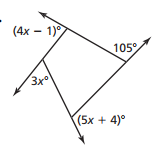 (4x − 1)°
105°
3x°
(5x + 4)°